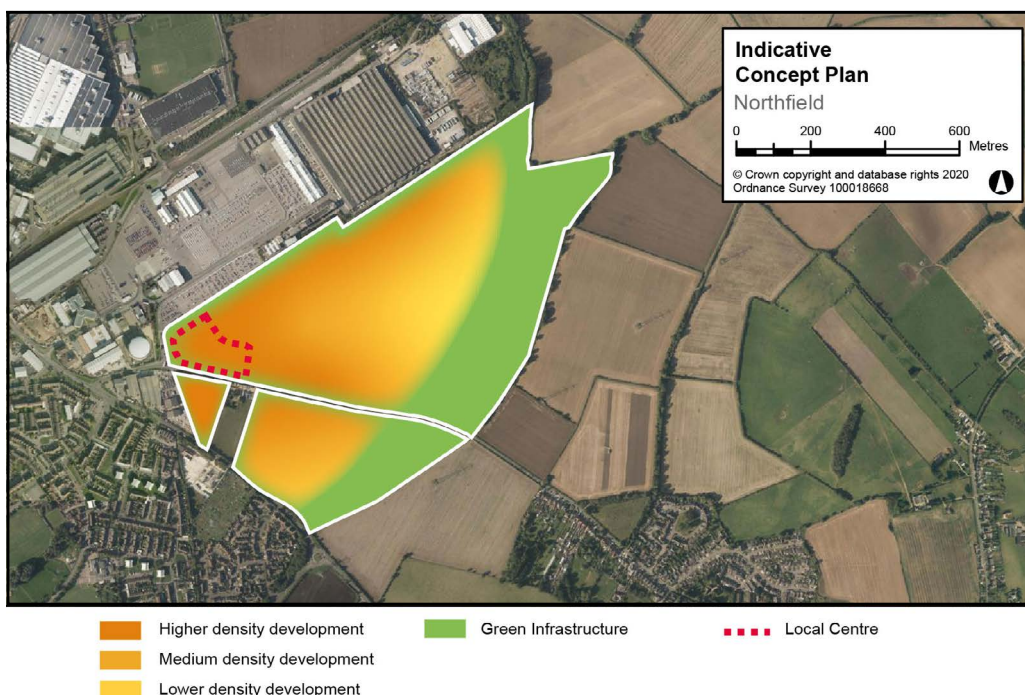 Indicative
Concept Plan
Northfield
0 200 400 600
Metres
© Crown copyright and database rights 2020
Ordnance Survey 100018668
Higher density development
Medium density development
Lower density development
Green Infrastructure
Local Centre